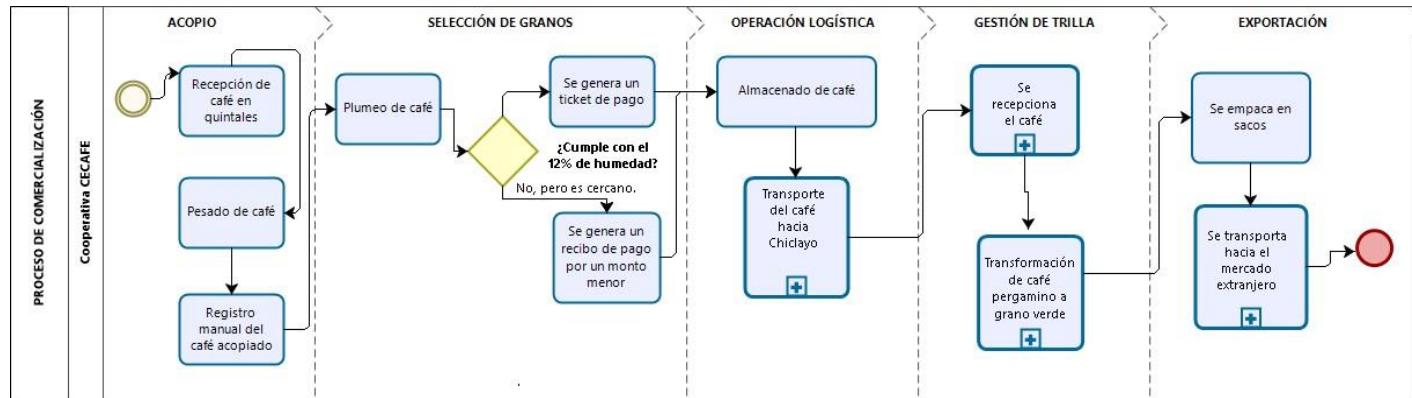 PROCESO DE COMERCIALIZACIÓN
Cooperativa CECAFE
ACOPIO
Recepción de
café en
quintales
Pesado de café
Registro
manual del
café acopiado
SELECCIÓN DE GRANOS
Plumeo de café
Se genera un
ticket de pago
¿Cumple con el
12% de humedad?
No, pero es cercano.
Se genera un
recibo de pago
por un monto
menor
OPERACIÓN LOGÍSTICA
Almacenado de café
Transporte
del café
hacia
Chiclayo
GESTIÓN DE TRILLA
Se
recepciona
el café
Transformación
de café
pergamino a
grano verde
EXPORTACIÓN
Se empaca en
sacos
Se transporta
hacia el
mercado
extranjero